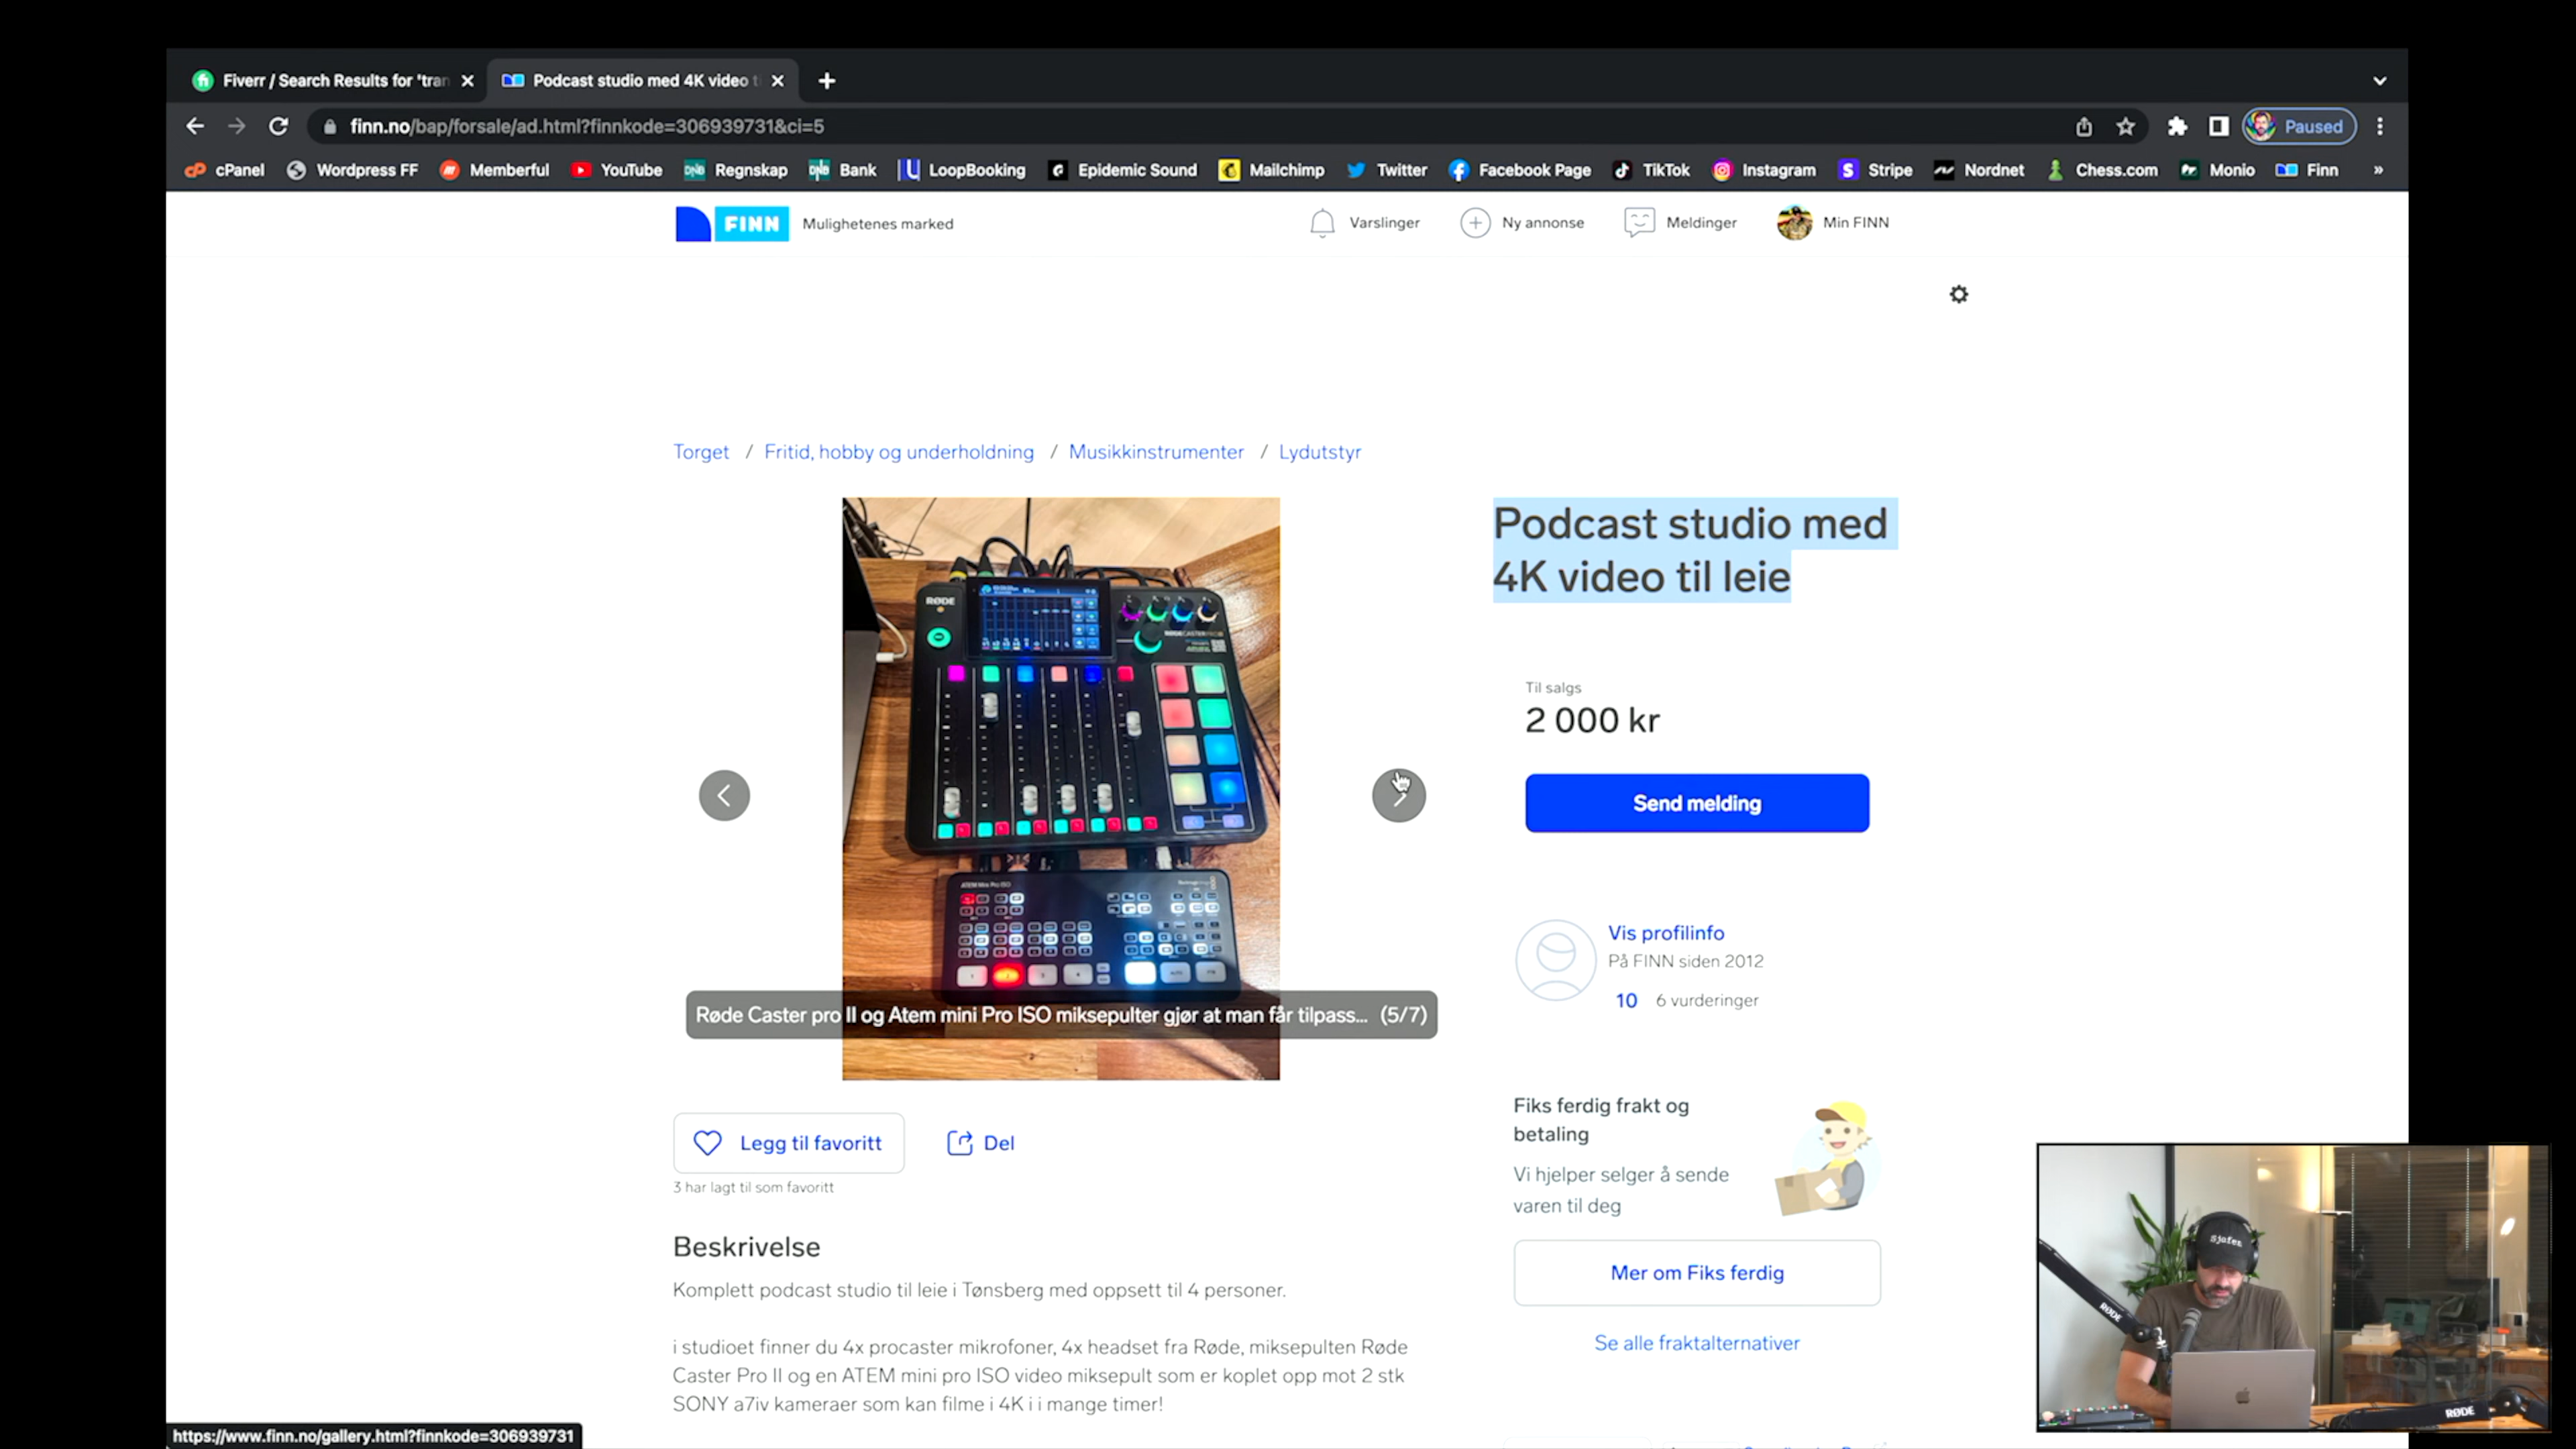 Fiverr / Search Results for 'tran
Podcast studio med 4K video t
finn.no/bap/forsale/ad.html?finnkode=306939731&ci=5
Paused
cPanel
Wordpress FF
Memberful
YouTube
Regnskap
Bank
LoopBooking
Epidemic Sound
Mailchimp
Twitter
Facebook Page
TikTok
Instagram
Stripe
Nordnet
Chess.com
Monio
Finn
»
FINN
Mulighetenes marked
Varslinger
Ny annonse
Meldinger
Min FINN
Torget / Fritid, hobby og underholdning / Musikkinstrumenter / Lydutstyr
Podcast studio med
4K video til leie
RØDE
Til salgs
2 000 kr
Send melding
ATEM Mini Pro ISO
Vis profilinfo
På FINN siden 2012
10 6 vurderinger
Røde Caster pro II og Atem mini Pro ISO miksepulter gjør at man får tilpass... (5/7)
Fiks ferdig frakt og
betaling
Vi hjelper selger å sende
varen til deg
Mer om Fiks ferdig
Se alle fraktalternativer
Legg til favoritt
Del
3 har lagt til som favoritt
Beskrivelse
Komplett podcast studio til leie i Tønsberg med oppsett til 4 personer.
i studioet finner du 4x procaster mikrofoner, 4x headset fra Røde, miksepulten Røde
Caster Pro II og en ATEM mini pro ISO video miksepult som er koplet opp mot 2 stk
SONY a7iv kameraer som kan filme i 4K i i mange timer!
https://www.finn.no/gallery.html?finnkode=306939731
Sjefen
RØDE
RØDE